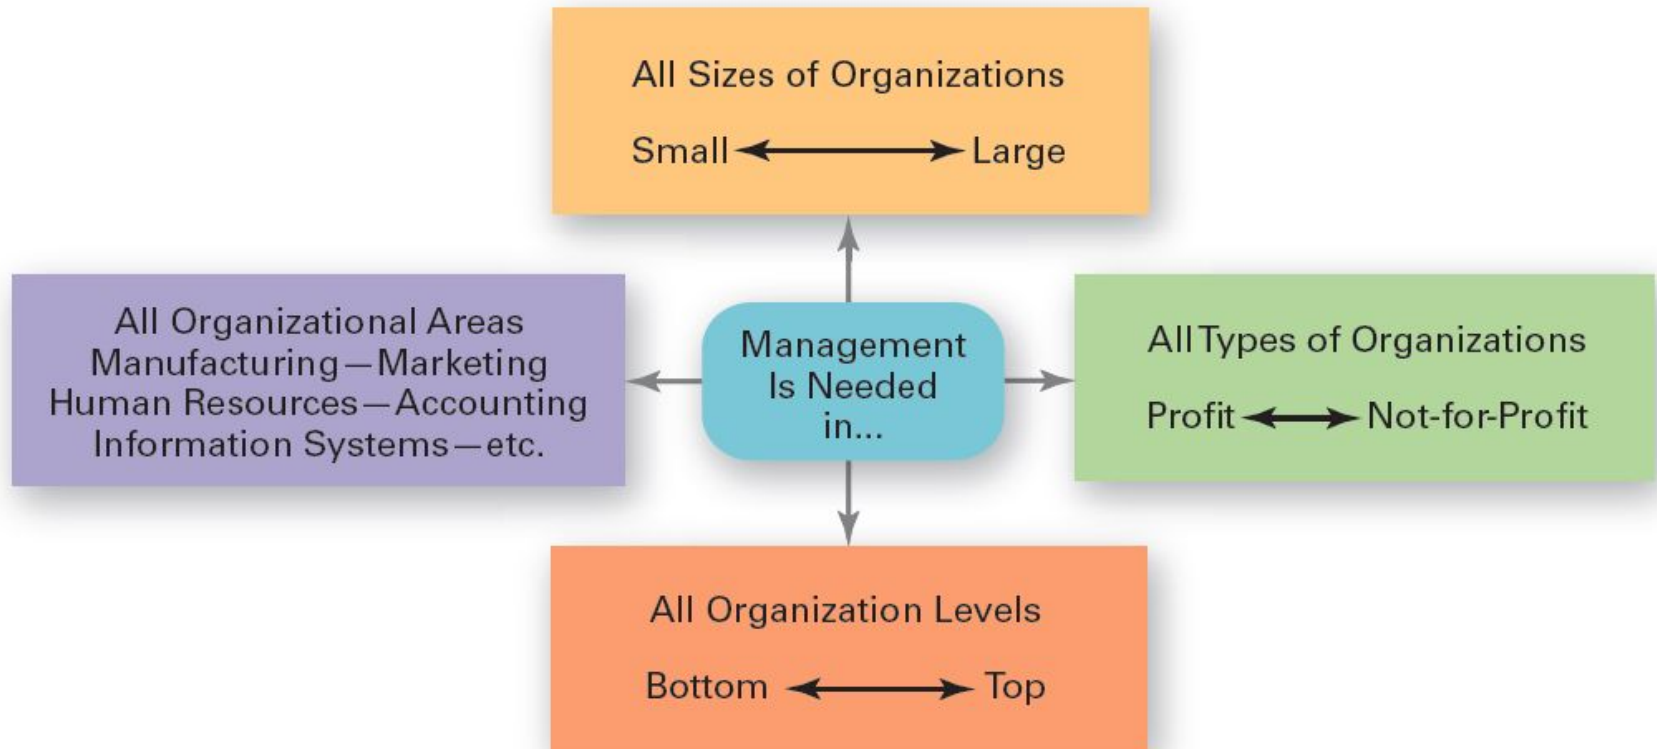 All Sizes of Organizations
Small Large
All Organizational Areas
Manufacturing—Marketing
Human Resources—Accounting
Information Systems—etc.
Management
Is Needed
in...
All Types of Organizations
Profit Not-for-Profit
All Organization Levels
Bottom Top